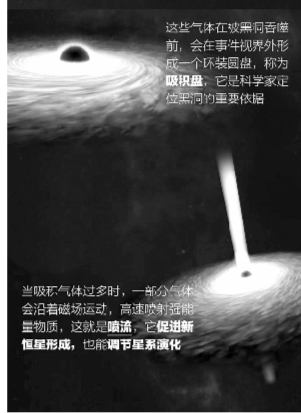 这些气体在被黑洞吞噬
前，会在事件视界外形
成一个环装圆盘，称为
吸积盘，它是科学家定
位黑洞的重要依据
当吸积气体过多时，一部分气体
会沿着磁场运动，高速喷射强能
量物质，这就是喷流，它促进新
恒星形成，也能调节星系演化